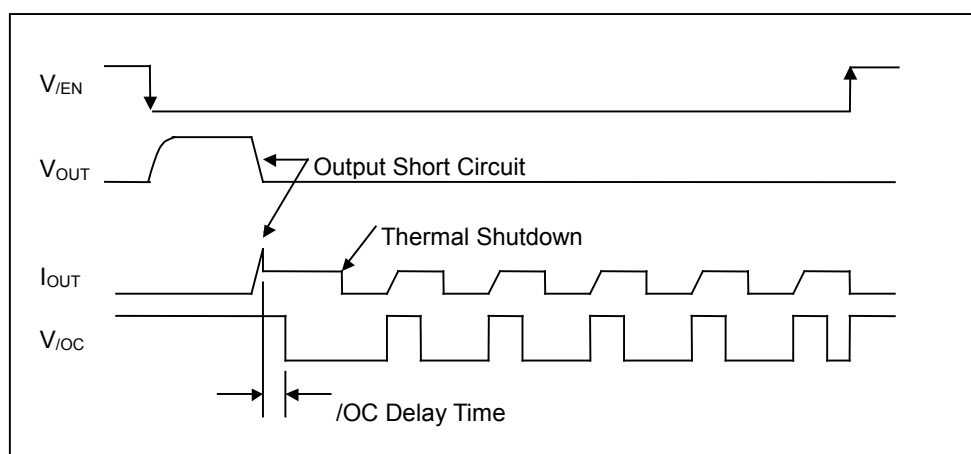 V/EN
VOUT
Output Short Circuit
Thermal Shutdown
IOUT
V/OC
/OC Delay Time